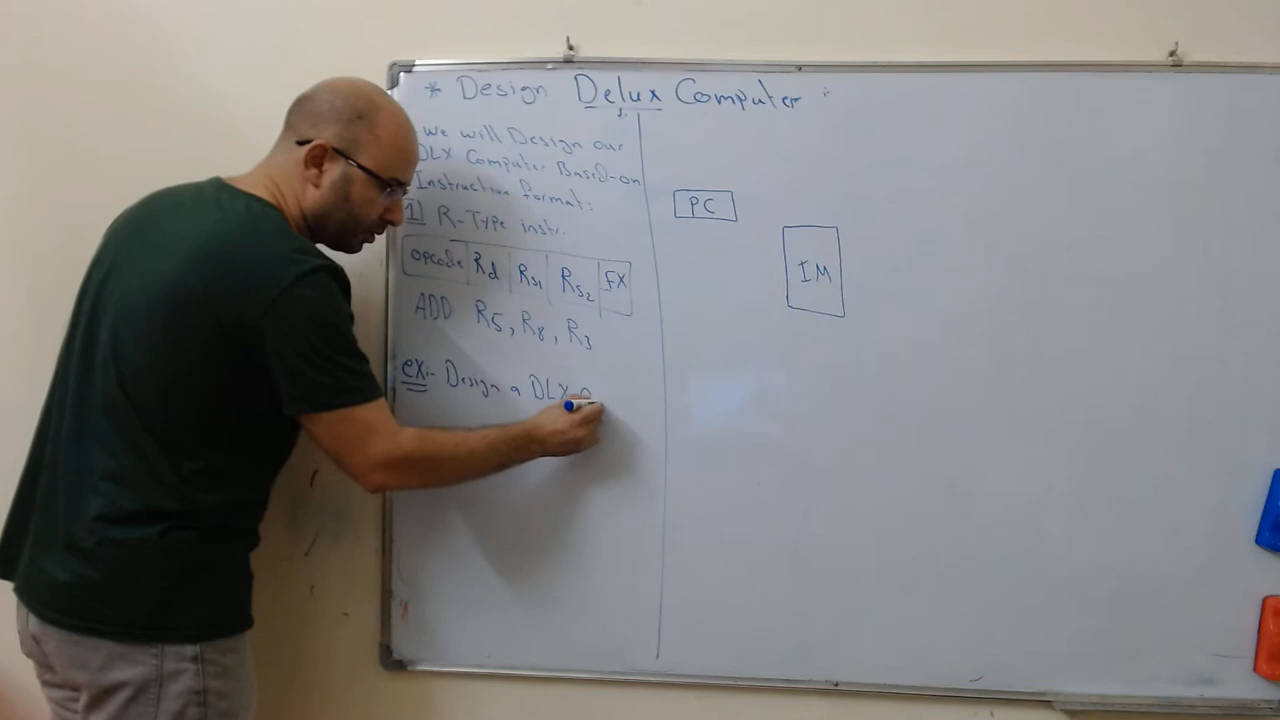 * Design Delux Computer :
We will Design our
DLX Computer Based-on
Instruction format:
1) R-Type instr.
opcode Rd Rs1 Rs2 fx
ADD R5, R8, R3
ex:- Design a DLX
PC
IM